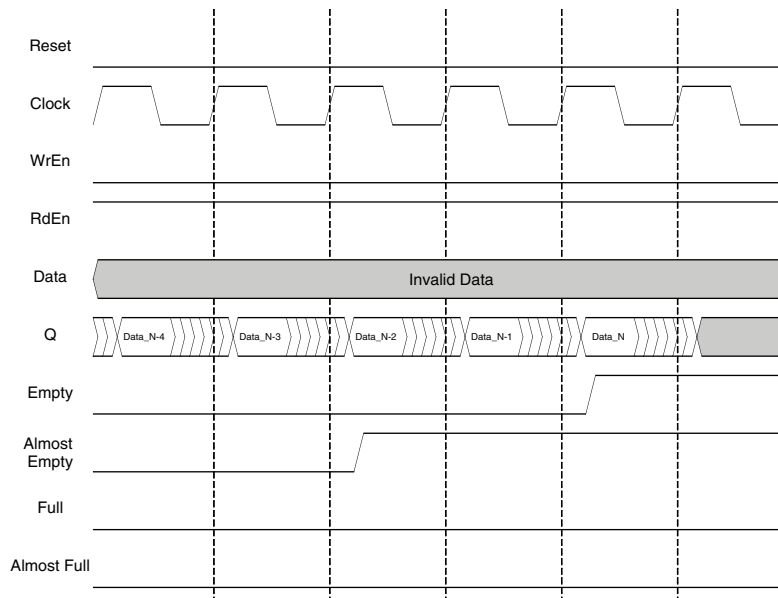 Reset
Clock
WrEn
RdEn
Data
Invalid Data
Q
Data_N-4
Data_N-3
Data_N-2
Data_N-1
Data_N
Empty
Almost
Empty
Full
Almost Full